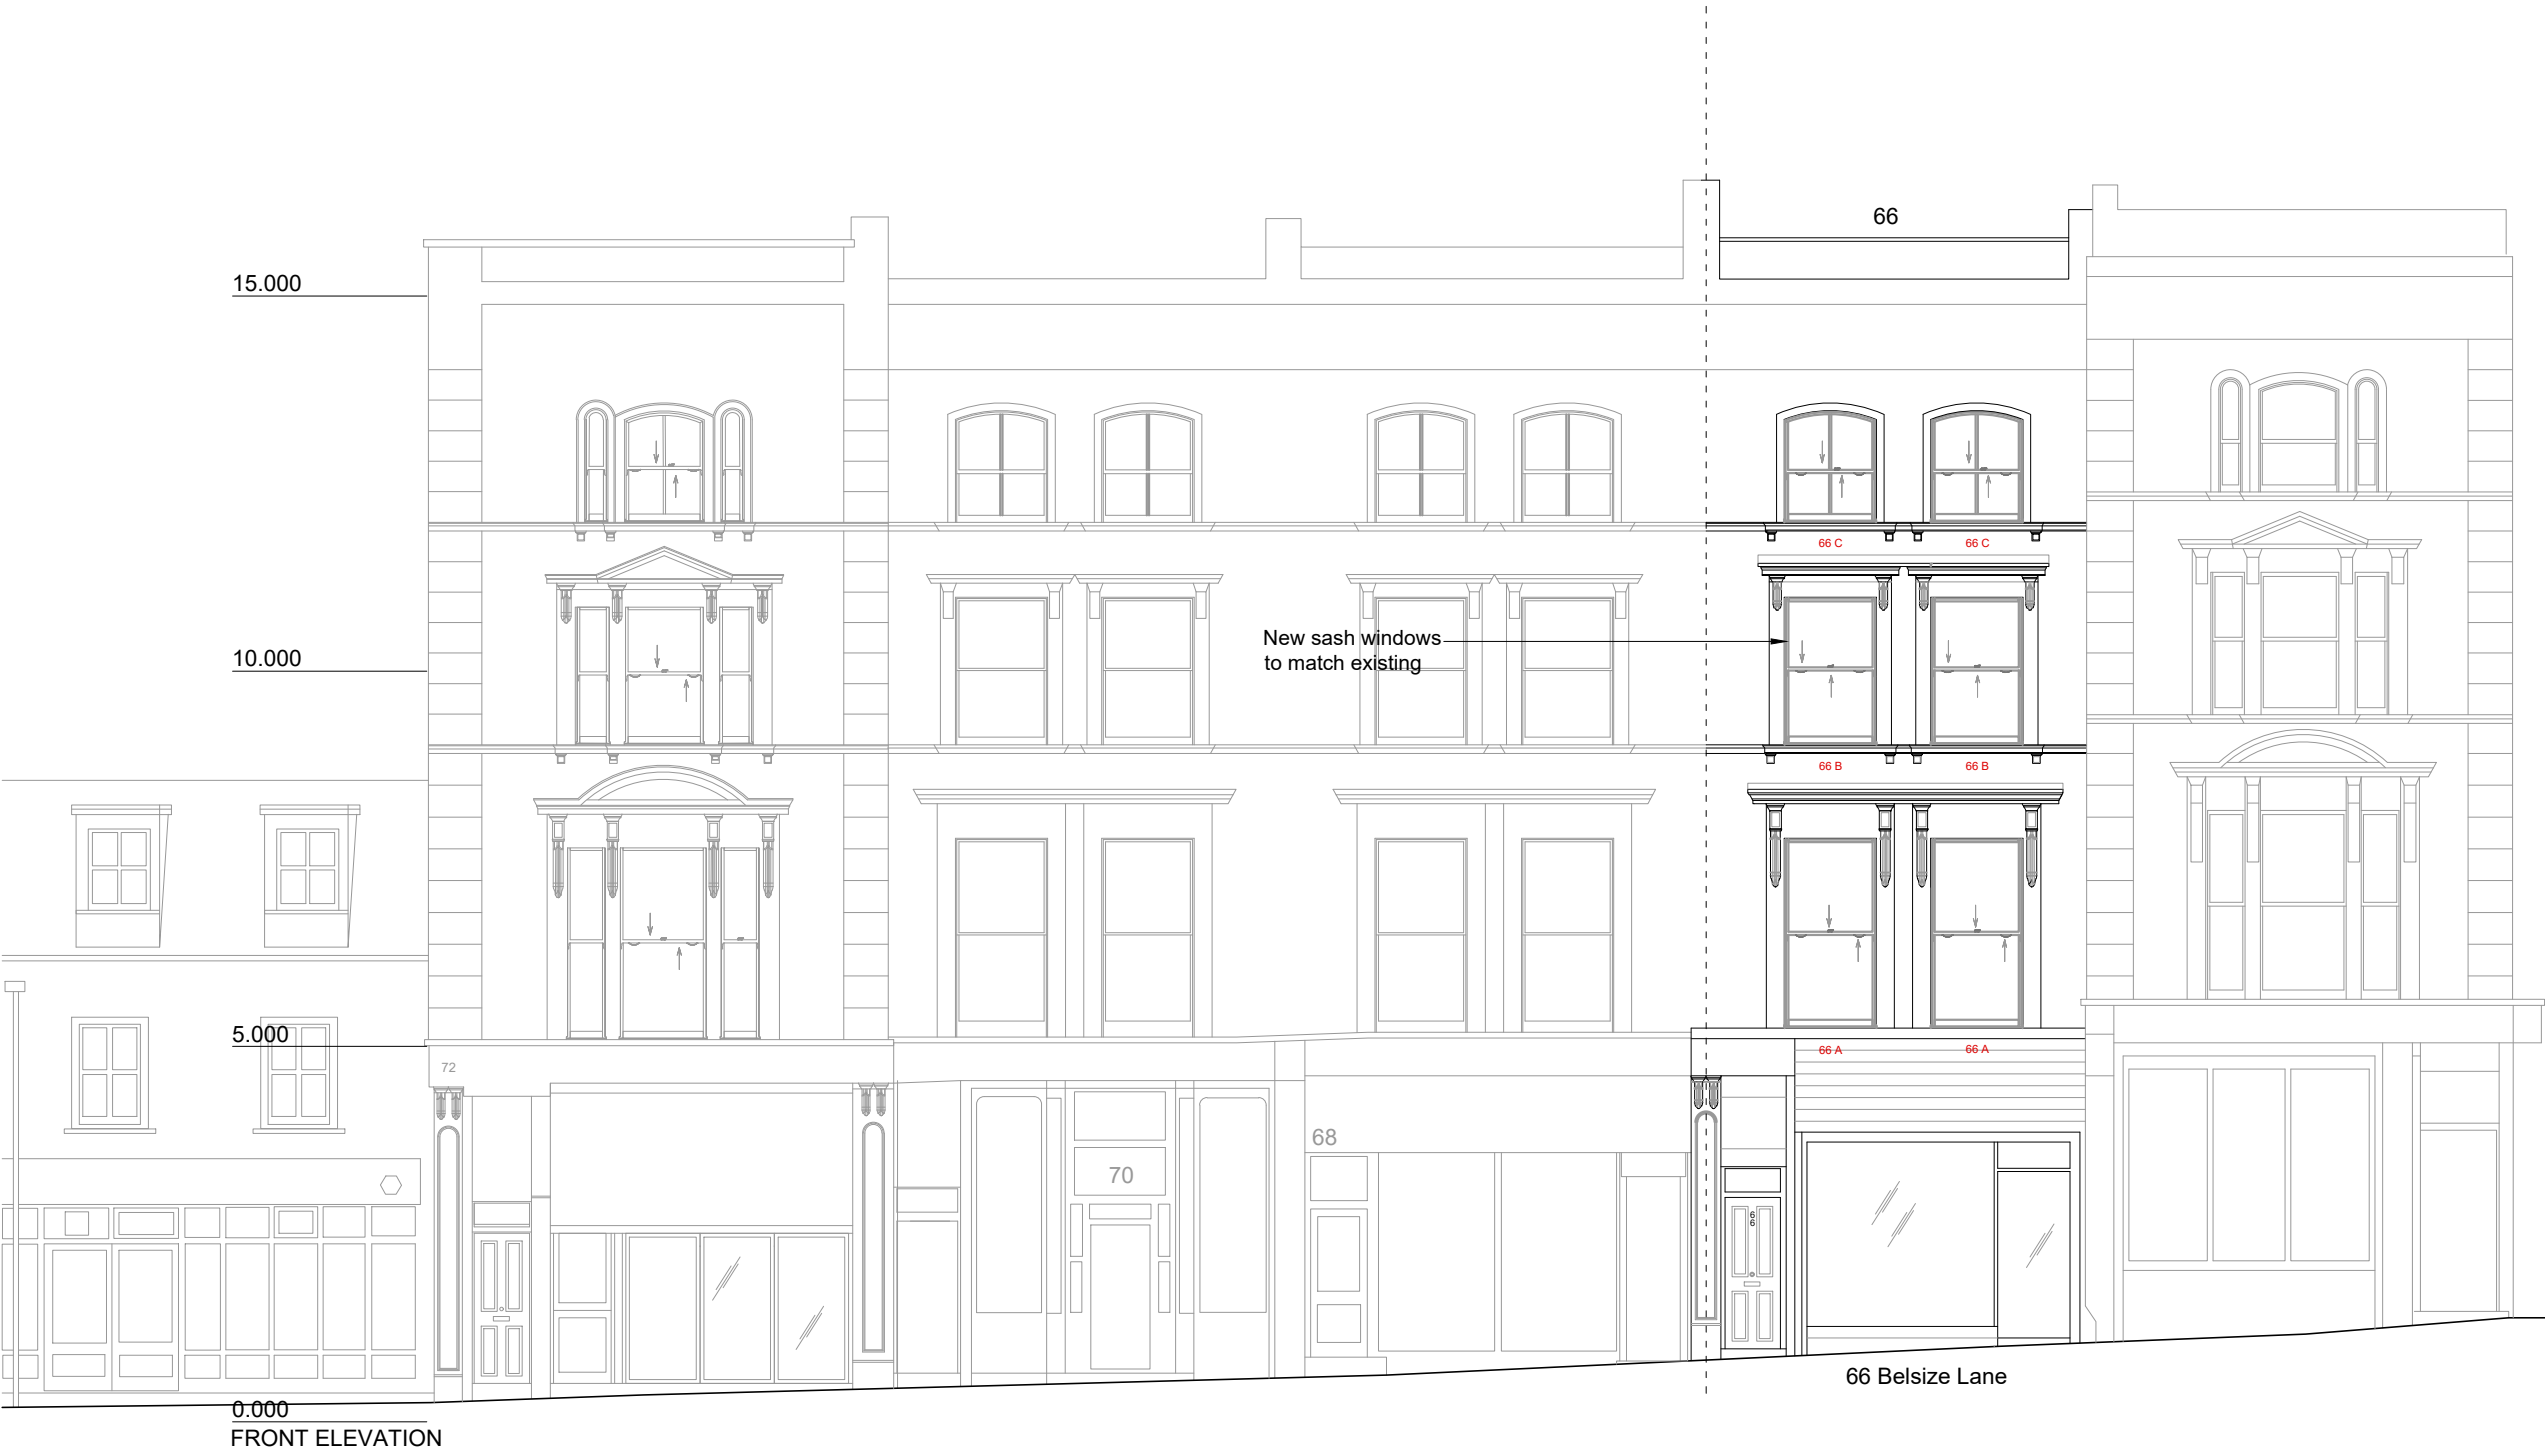 66
15.000
66 C
66 C
New sash windows
to match existing
10.000
66 B
66 B
5.000
66 A
66 A
72
68
70
66
66 Belsize Lane
0.000
FRONT ELEVATION